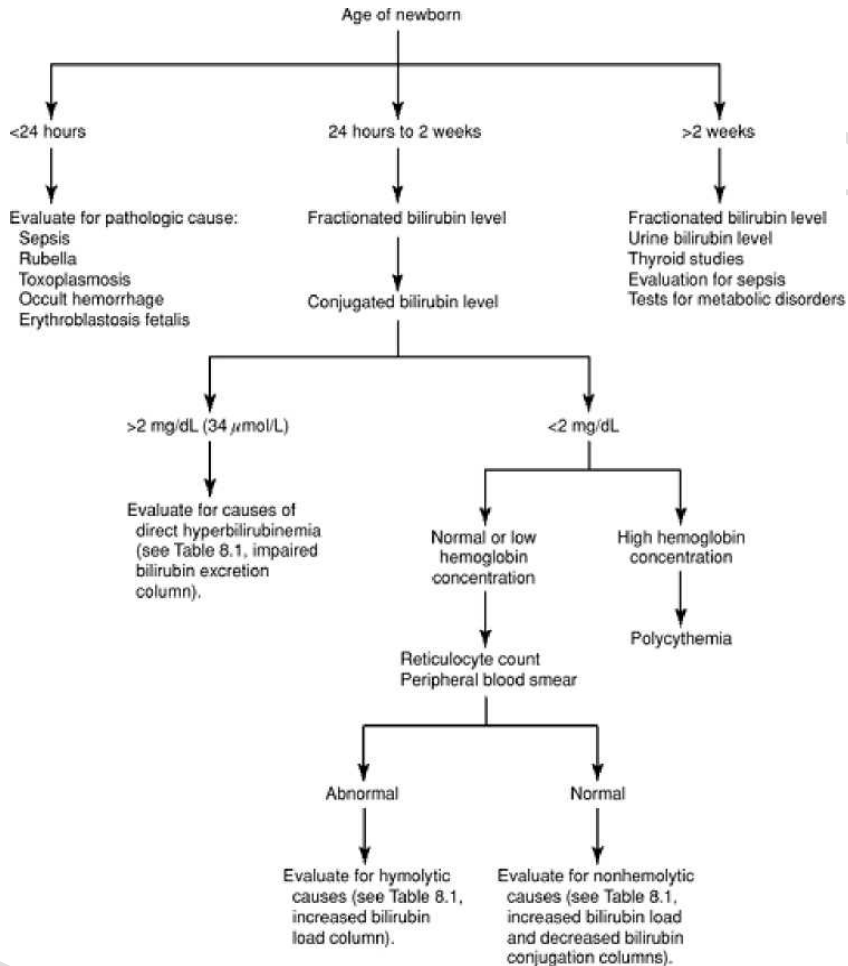 Age of newborn
<24 hours
24 hours to 2 weeks
>2 weeks
Evaluate for pathologic cause:
Sepsis
Rubella
Toxoplasmosis
Occult hemorrhage
Erythroblastosis fetalis
Fractionated bilirubin level
Conjugated bilirubin level
Fractionated bilirubin level
Urine bilirubin level
Thyroid studies
Evaluation for sepsis
Tests for metabolic disorders
>2 mg/dL (34 μmol/L)
<2 mg/dL
Evaluate for causes of
direct hyperbilirubinemia
(see Table 8.1, impaired
bilirubin excretion
column).
Normal or low
hemoglobin
concentration
High hemoglobin
concentration
Polycythemia
Reticulocyte count
Peripheral blood smear
Abnormal
Normal
Evaluate for hymolytic
causes (see Table 8.1,
increased bilirubin
load column).
Evaluate for nonhemolytic
causes (see Table 8.1,
increased bilirubin load
and decreased bilirubin
conjugation columns).